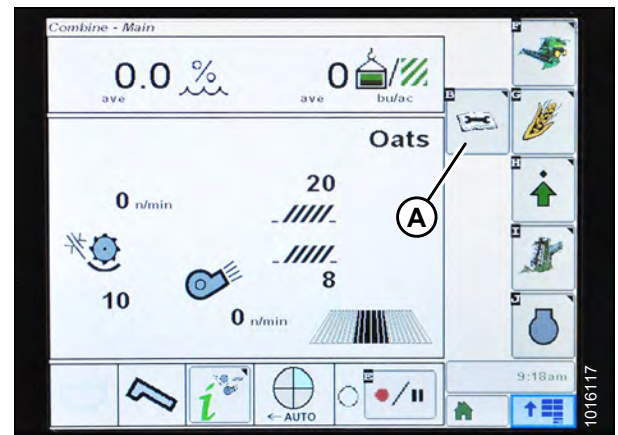 Combine - Main
0.0 %
ave
0 /
ave bu/ac
Oats
F
B
G
H
I
J
A
0 n/min
20
10
8
0 n/min
i
← AUTO
E
/
9:18am
1016117